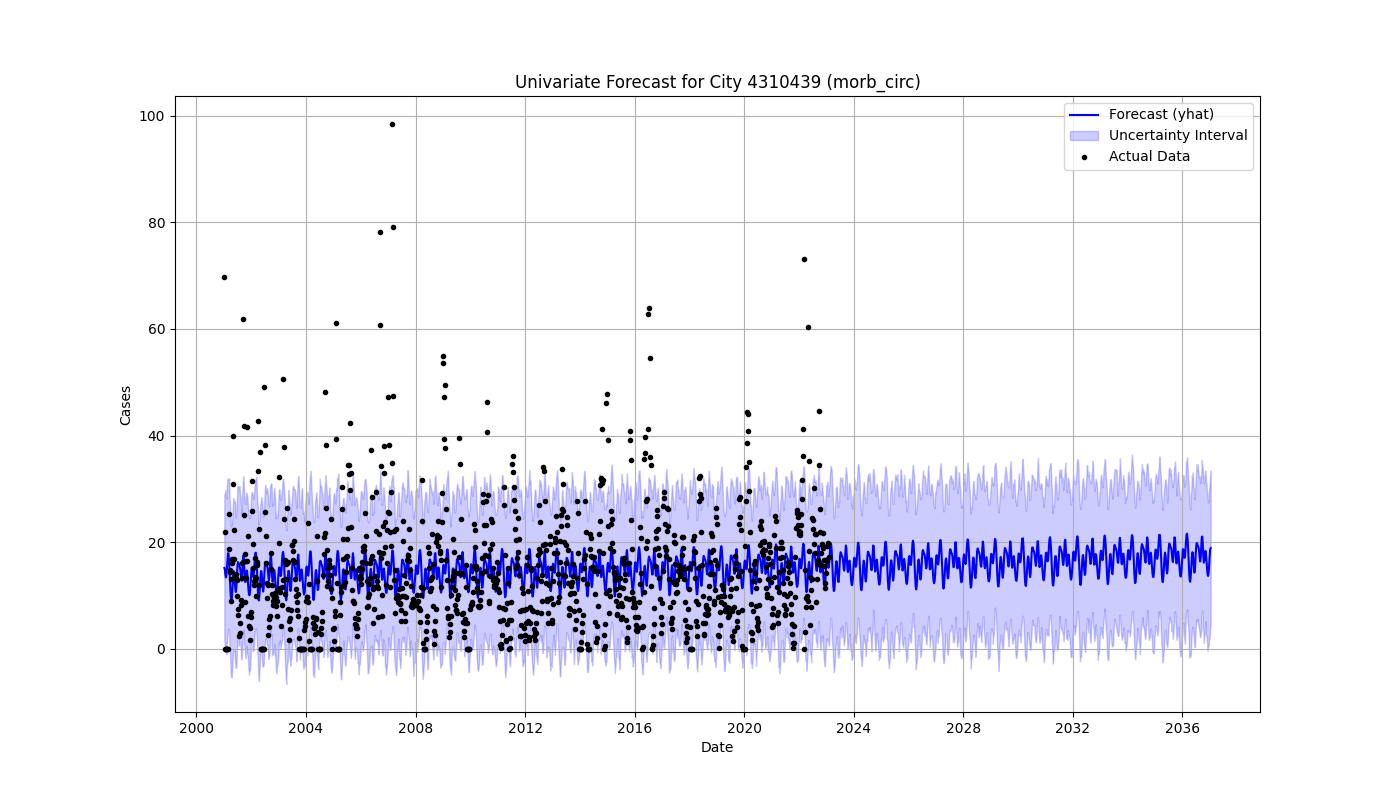 Univariate Forecast for City 4310439 (morb_circ)
Forecast (yhat)
Uncertainty Interval
Actual Data
100
80
60
40
20
0
Cases
2000 2004 2008 2012 2016 2020 2024 2028 2032 2036
Date